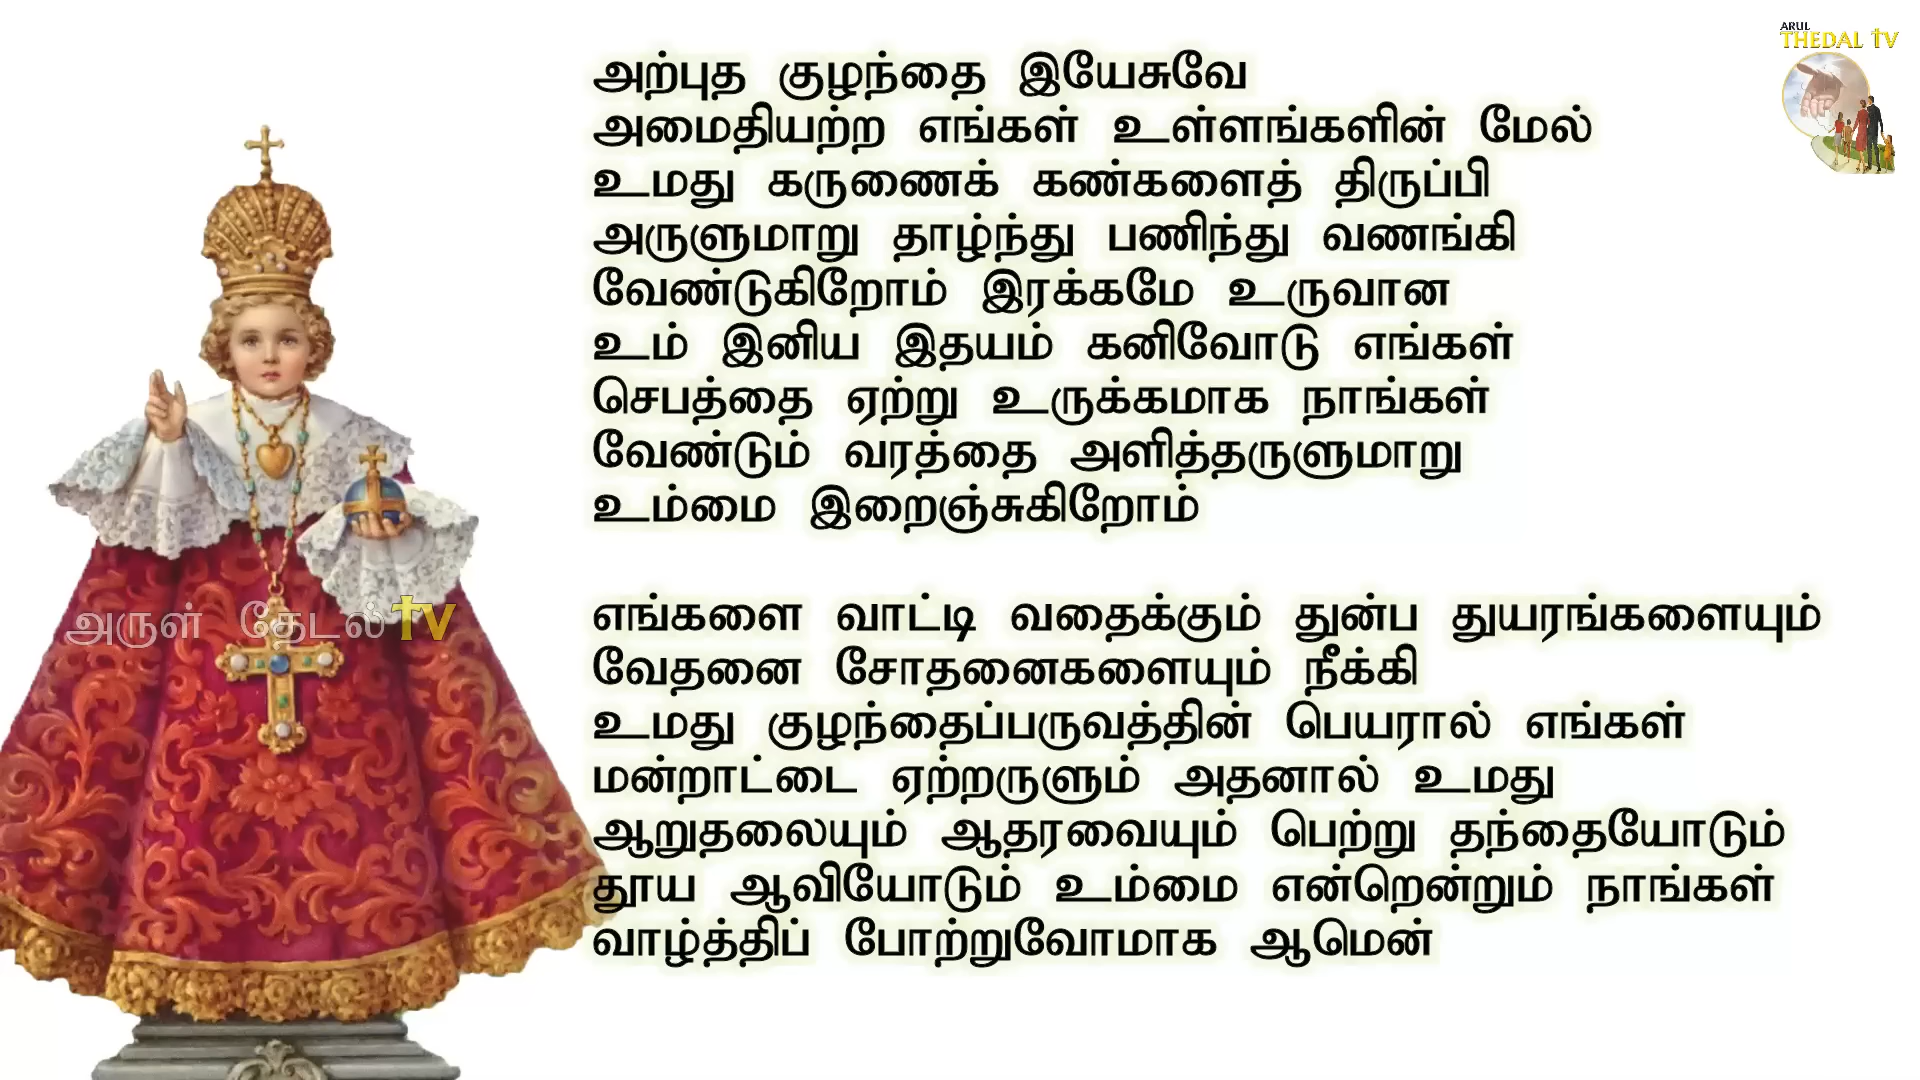 ARUL
THEDAL TV
அற்புத குழந்தை இயேசுவே
அமைதியற்ற எங்கள் உள்ளங்களின் மேல்
உமது கருணைக் கண்களைத் திருப்பி
அருளுமாறு தாழ்ந்து பணிந்து வணங்கி
வேண்டுகிறோம் இரக்கமே உருவான
உம் இனிய இதயம் கனிவோடு எங்கள்
செபத்தை ஏற்று உருக்கமாக நாங்கள்
வேண்டும் வரத்தை அளித்தருளுமாறு
உம்மை இறைஞ்சுகிறோம்
எங்களை வாட்டி வதைக்கும் துன்ப துயரங்களையும்
வேதனை சோதனைகளையும் நீக்கி
உமது குழந்தைப்பருவத்தின் பெயரால் எங்கள்
மன்றாட்டை ஏற்றருளும் அதனால் உமது
ஆறுதலையும் ஆதரவையும் பெற்று தந்தையோடும்
தூய ஆவியோடும் உம்மை என்றென்றும் நாங்கள்
வாழ்த்திப் போற்றுவோமாக ஆமென்
அருள் தேடல் TV